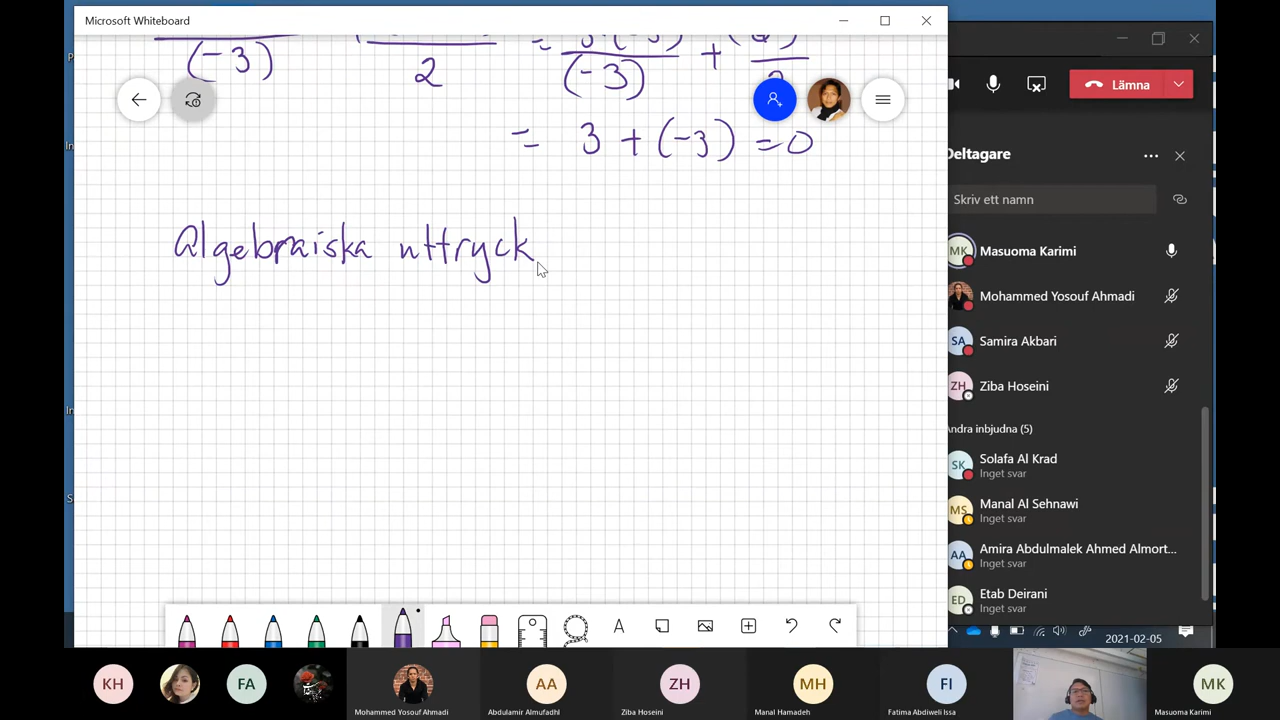 Microsoft Whiteboard
(-3)
2
(-3)
+
= 3 + (-3) = 0
Algebraiska uttryck
Lämna
Deltagare
Skriv ett namn
MK Masuoma Karimi
Mohammed Yosouf Ahmadi
SA Samira Akbari
ZH Ziba Hoseini
Andra inbjudna (5)
SK Solafa Al Krad
Inget svar
MS Manal Al Sehnawi
Inget svar
AA Amira Abdulmalek Ahmed Almort...
Inget svar
ED Etab Deirani
Inget svar
2021-02-05
KH
FA
Mohammed Yosouf Ahmadi
AA
Abdulamir Almufadhl
ZH
Ziba Hoseini
MH
Manal Hamadeh
FI
Fatima Abdiweli Issa
MK
Masuoma Karimi